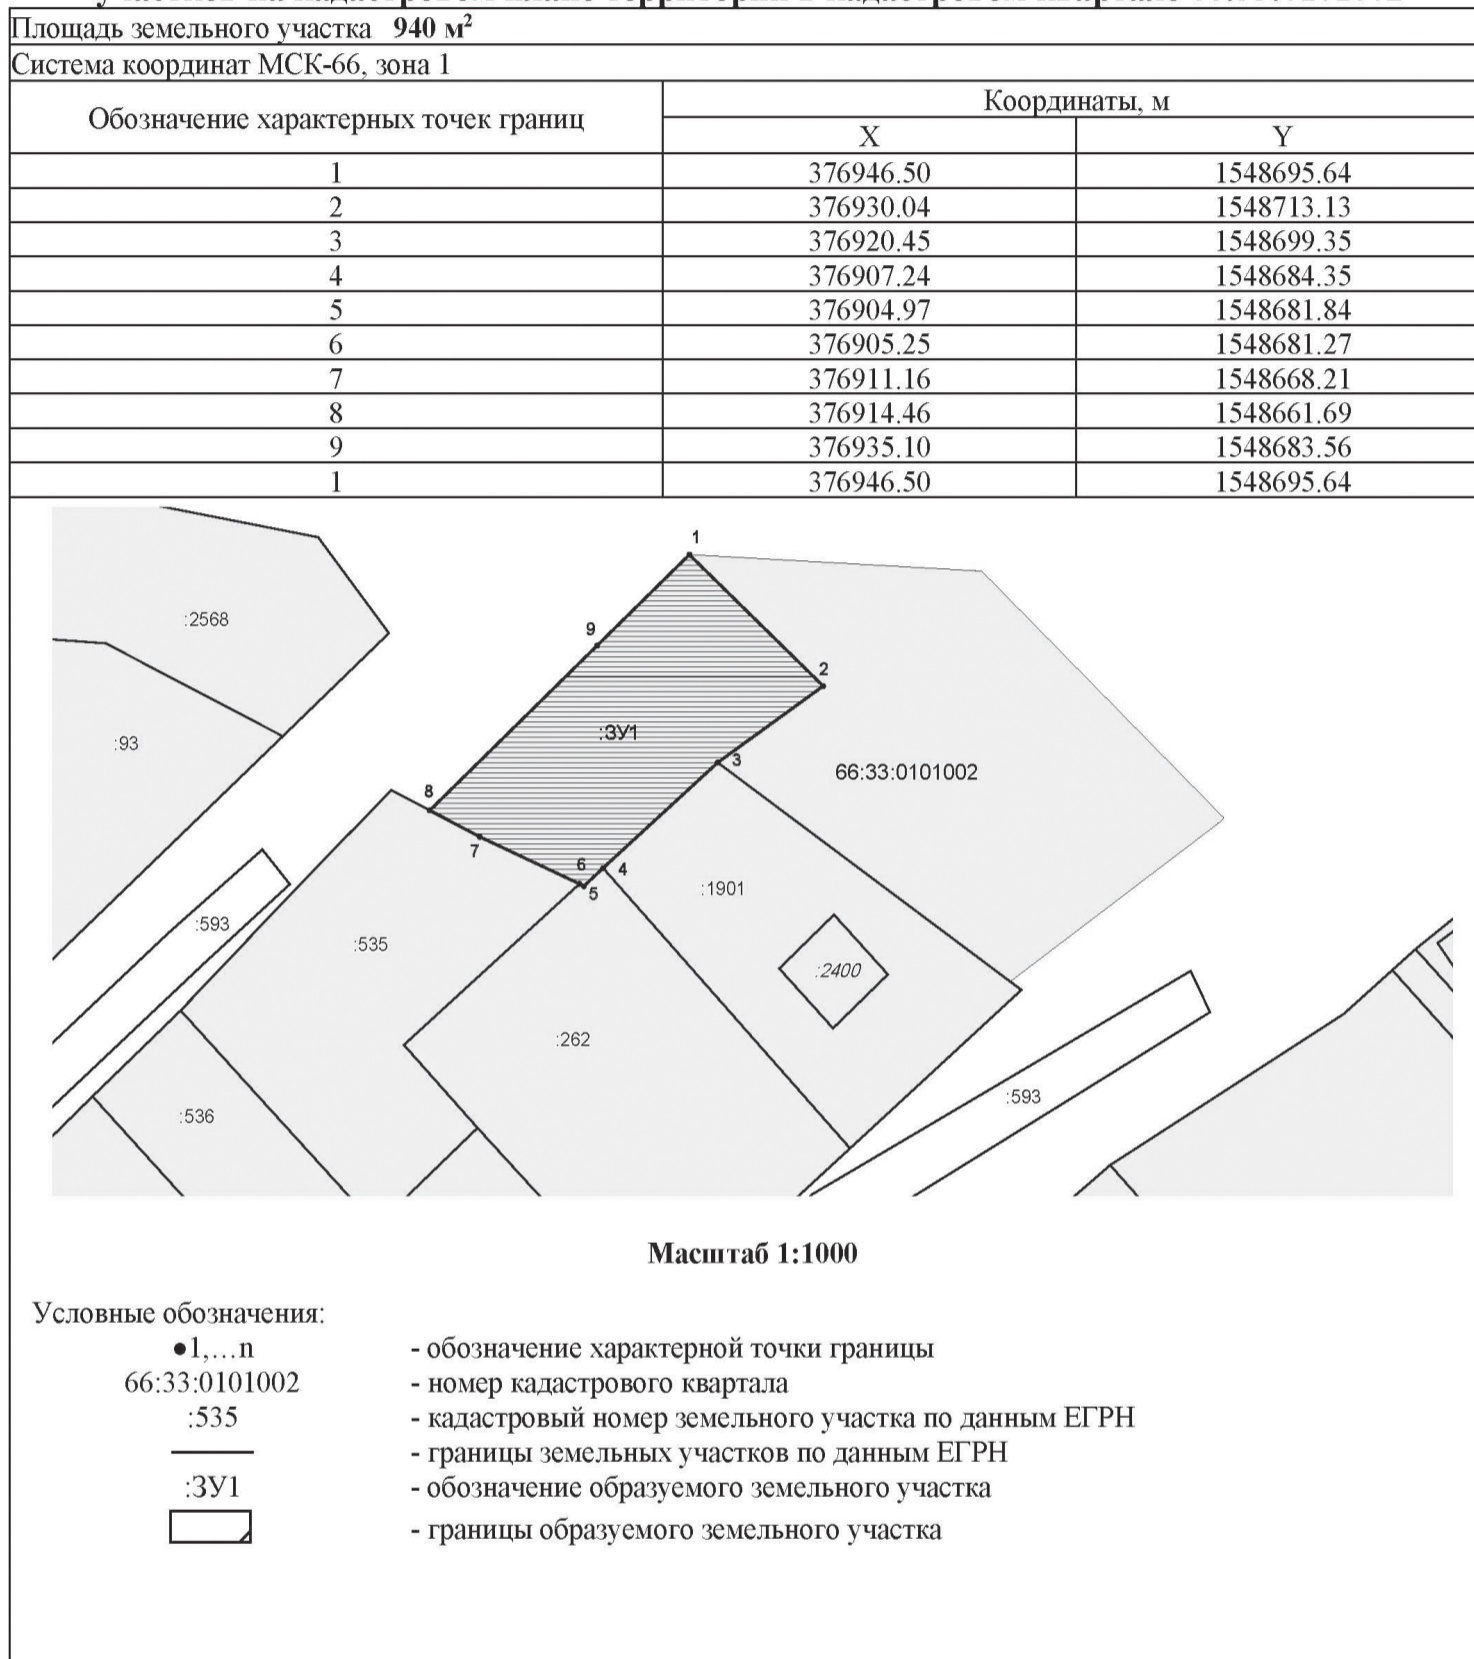 Площадь земельного участка 940 м²
Система координат МСК-66, зона 1
Обозначение характерных точек границ
Координаты, м
X Y
1 376946.50 1548695.64
2 376930.04 1548713.13
3 376920.45 1548699.35
4 376907.24 1548684.35
5 376904.97 1548681.84
6 376905.25 1548681.27
7 376911.16 1548668.21
8 376914.46 1548661.69
9 376935.10 1548683.56
1 376946.50 1548695.64
1
:2568
9
2
:ЗУ1
:93
3
66:33:0101002
8
7
6
4
5
:1901
:593
:535
:2400
:262
:593
:536
Масштаб 1:1000
Условные обозначения:
●1,…n - обозначение характерной точки границы
66:33:0101002 - номер кадастрового квартала
:535 - кадастровый номер земельного участка по данным ЕГРН
- границы земельных участков по данным ЕГРН
:ЗУ1 - обозначение образуемого земельного участка
- границы образуемого земельного участка